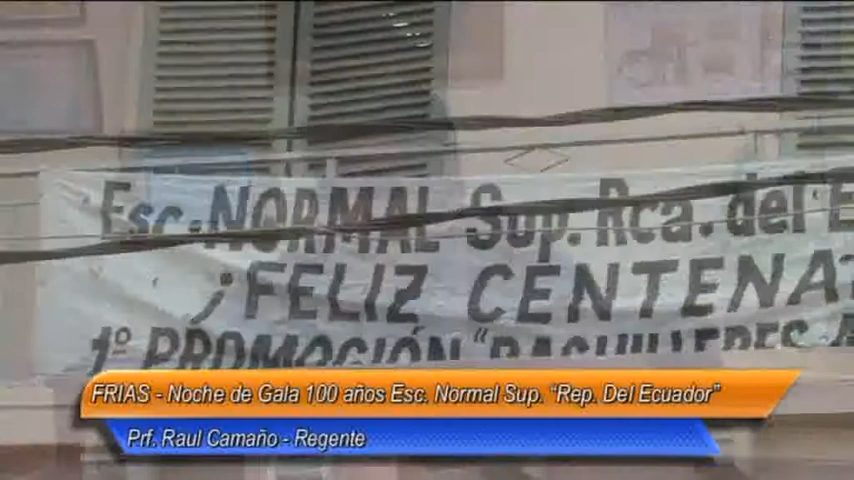 Esc. NORMAL Sup. Rca. del E
¡FELIZ CENTENA
1º PROMOCIÓN "BACHILLERES
FRIAS - Noche de Gala 100 años Esc. Normal Sup. “Rep. Del Ecuador”
Prf. Raul Camaño - Regente